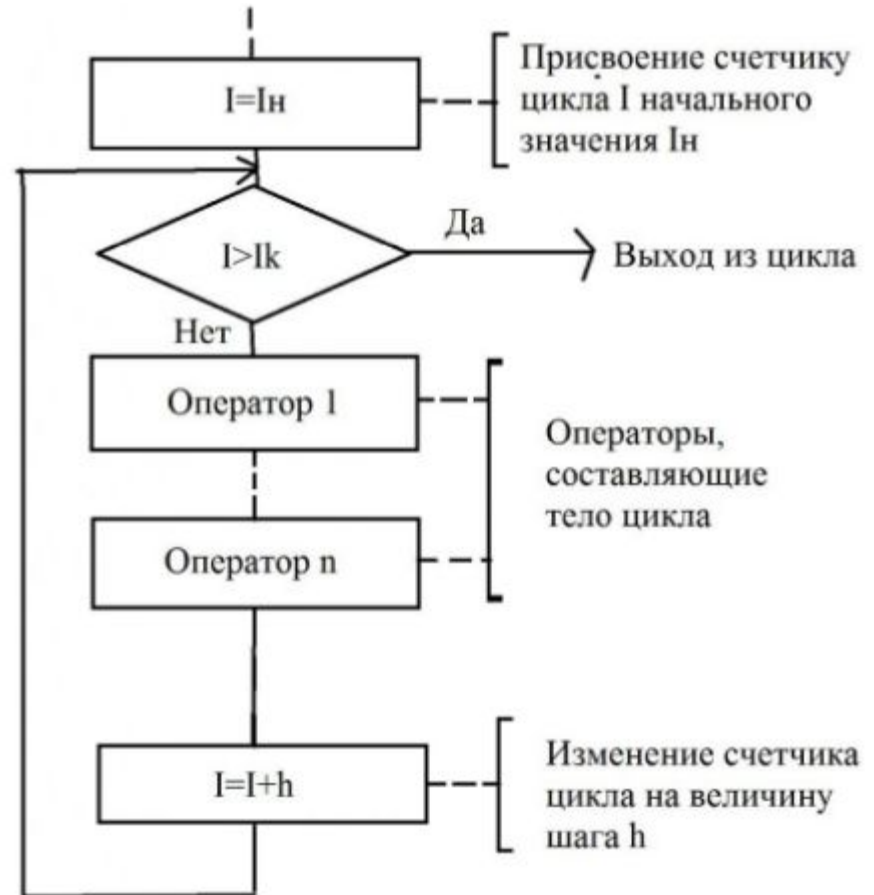 I=Iн
Присвоение счетчику
цикла I начального
значения Iн
I>Ik
Да
Выход из цикла
Нет
Оператор 1
Операторы,
составляющие
тело цикла
Оператор n
I=I+h
Изменение счетчика
цикла на величину
шага h